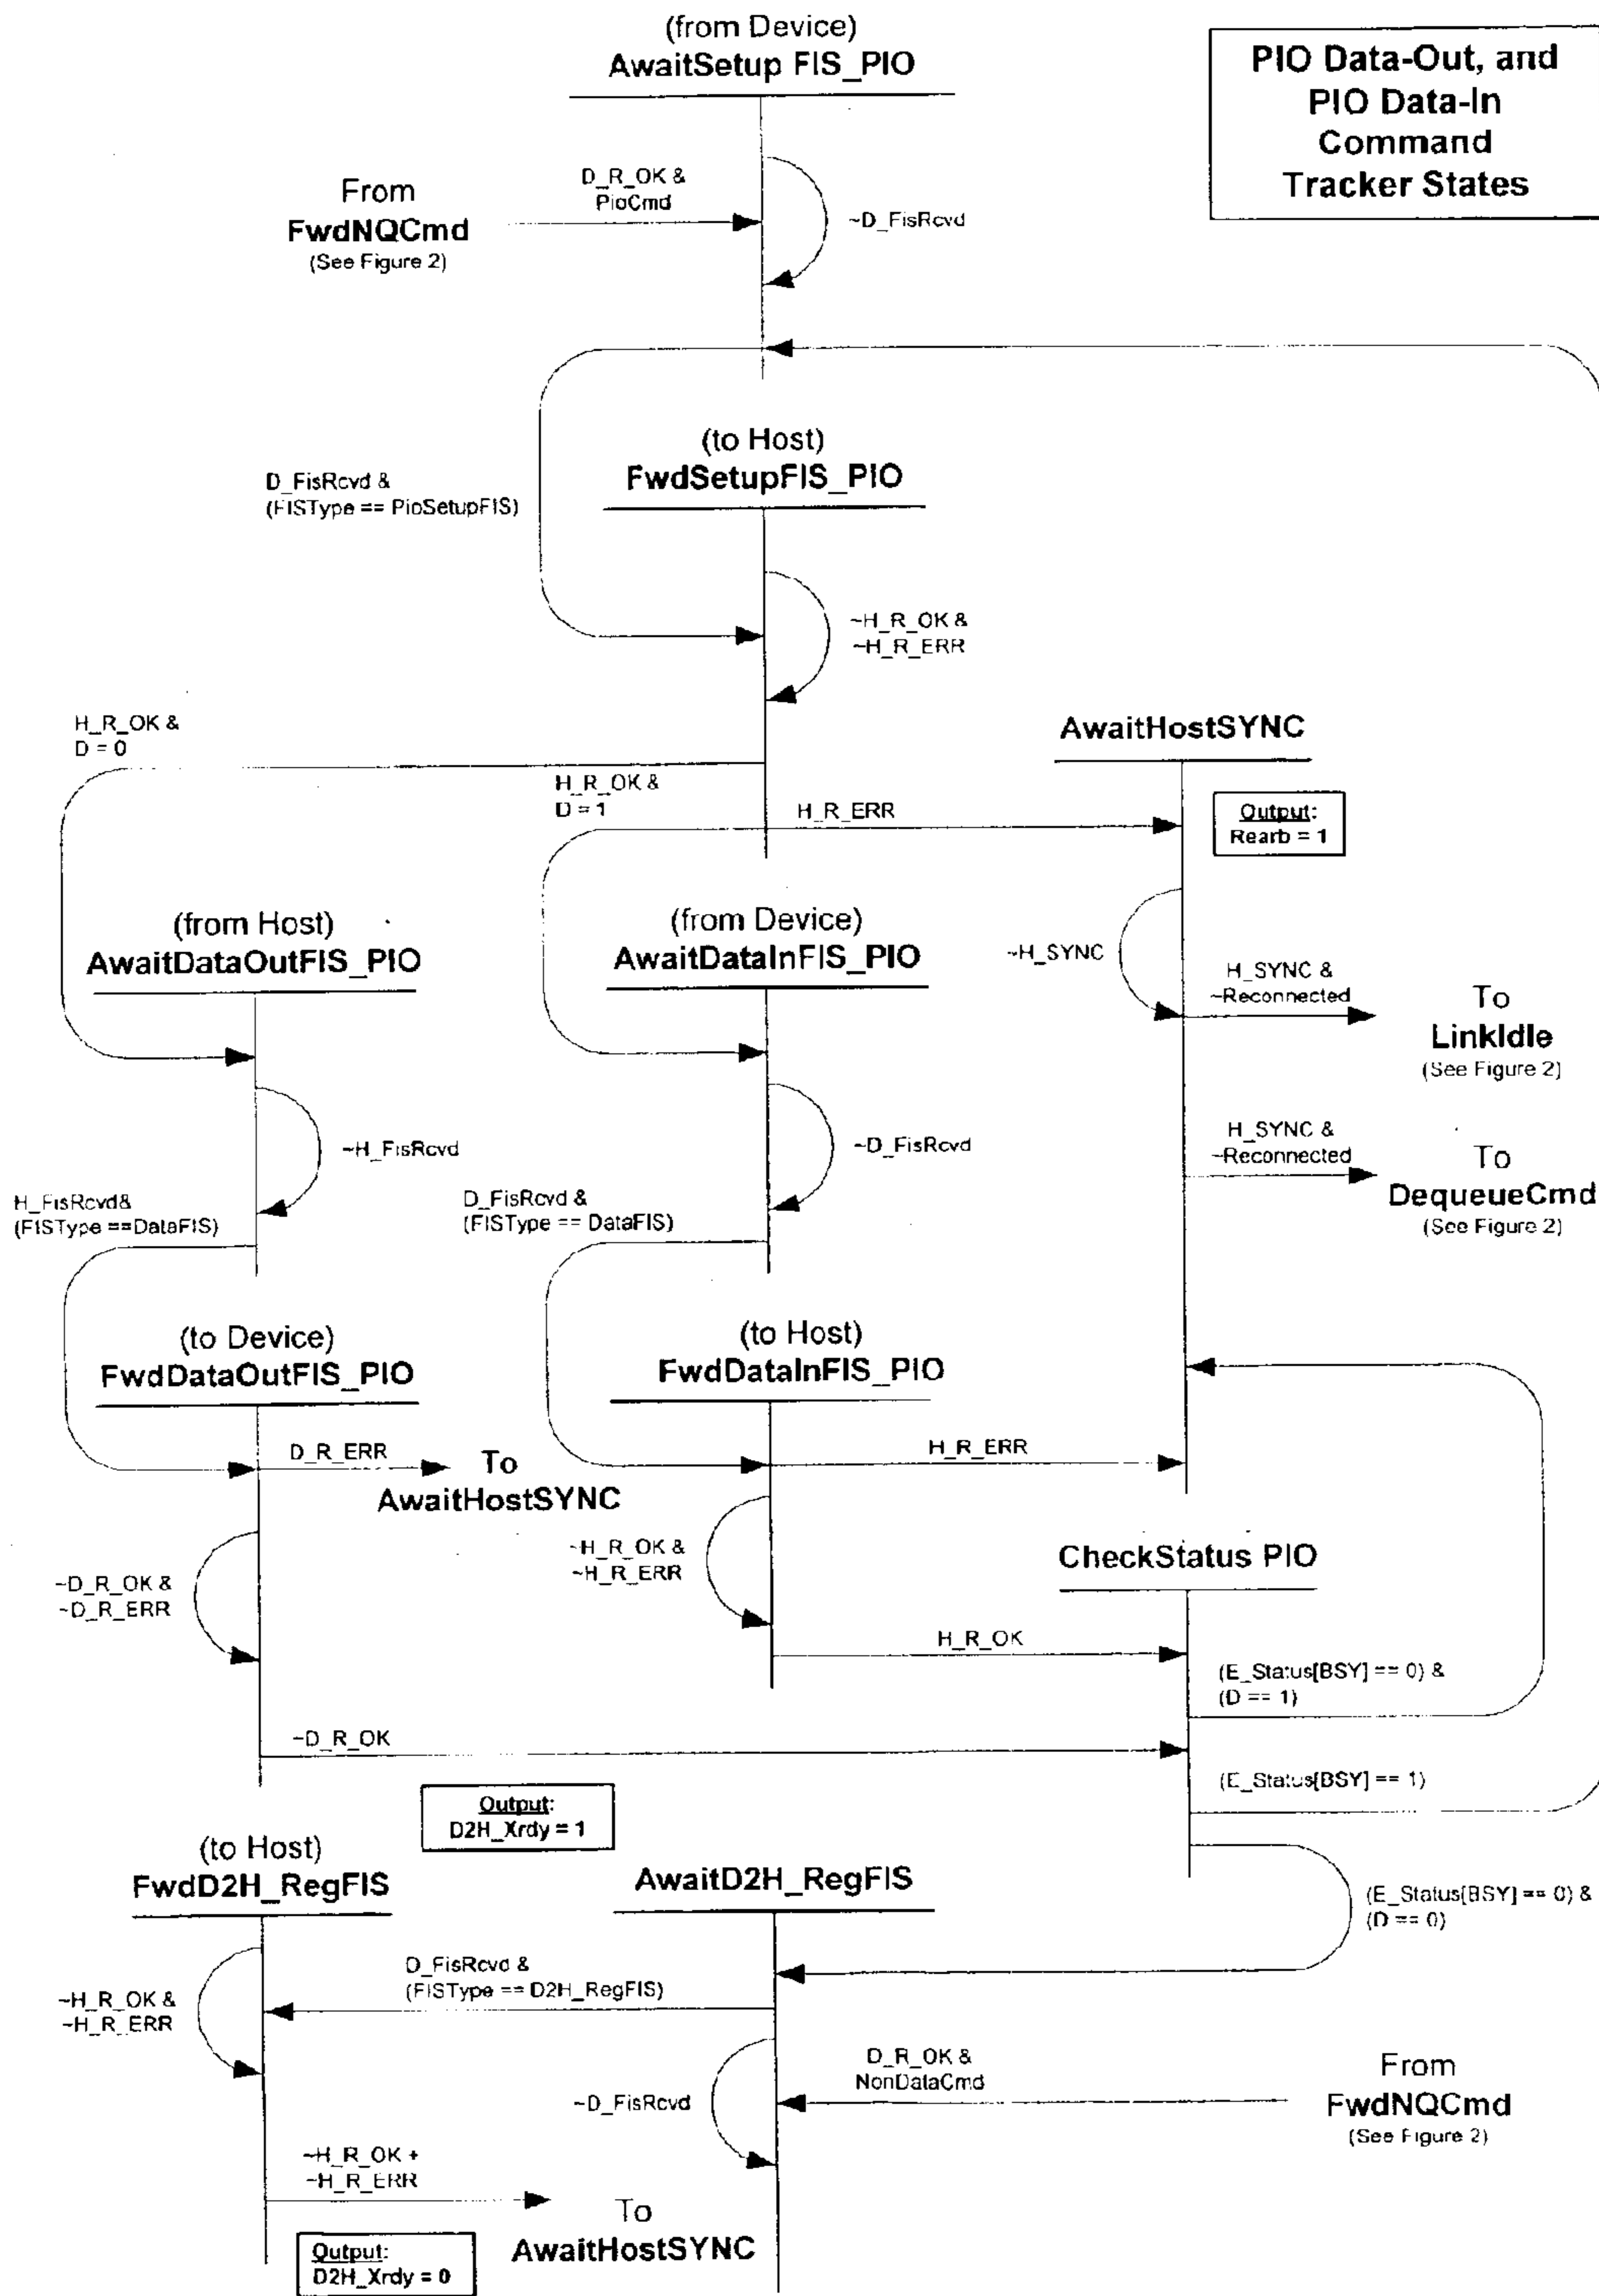 (from Device)
AwaitSetup FIS_PIO
PIO Data-Out, and
PIO Data-In
Command
Tracker States
From
FwdNQCmd
(See Figure 2)
D_R_OK &
PioCmd
~D_FisRcvd
(to Host)
FwdSetupFIS_PIO
D_FisRcvd &
(FISType == PioSetupFIS)
~H_R_OK &
~H_R_ERR
H_R_OK &
D = 0
H_R_OK &
D = 1
H_R_ERR
AwaitHostSYNC
Output:
Rearb = 1
(from Host)
AwaitDataOutFIS_PIO
(from Device)
AwaitDataInFIS_PIO
~H_SYNC
H_SYNC &
~Reconnected
To
LinkIdle
(See Figure 2)
~H_FisRcvd
~D_FisRcvd
H_SYNC &
~Reconnected
To
DequeueCmd
(See Figure 2)
H_FisRcvd&
(FISType ==DataFIS)
D_FisRcvd &
(FISType == DataFIS)
(to Device)
FwdDataOutFIS_PIO
(to Host)
FwdDataInFIS_PIO
D_R_ERR
To
AwaitHostSYNC
H_R_ERR
~D_R_OK &
~D_R_ERR
~H_R_OK &
~H_R_ERR
CheckStatus PIO
H_R_OK
(E_Status[BSY] == 0) &
(D == 1)
~D_R_OK
(E_Status[BSY] == 1)
Output:
D2H_Xrdy = 1
(to Host)
FwdD2H_RegFIS
AwaitD2H_RegFIS
(E_Status[BSY] == 0) &
(D == 0)
D_FisRcvd &
(FISType == D2H_RegFIS)
~H_R_OK &
~H_R_ERR
~D_FisRcvd
D_R_OK &
NonDataCmd
From
FwdNQCmd
(See Figure 2)
~H_R_OK +
~H_R_ERR
To
AwaitHostSYNC
Output:
D2H_Xrdy = 0